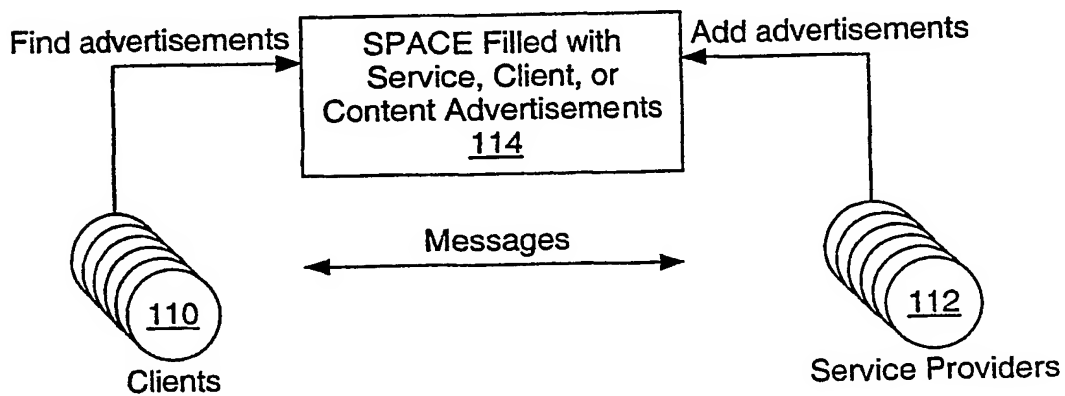 Find advertisements
SPACE Filled with
Service, Client, or
Content Advertisements
114
Add advertisements
Messages
110
Clients
112
Service Providers